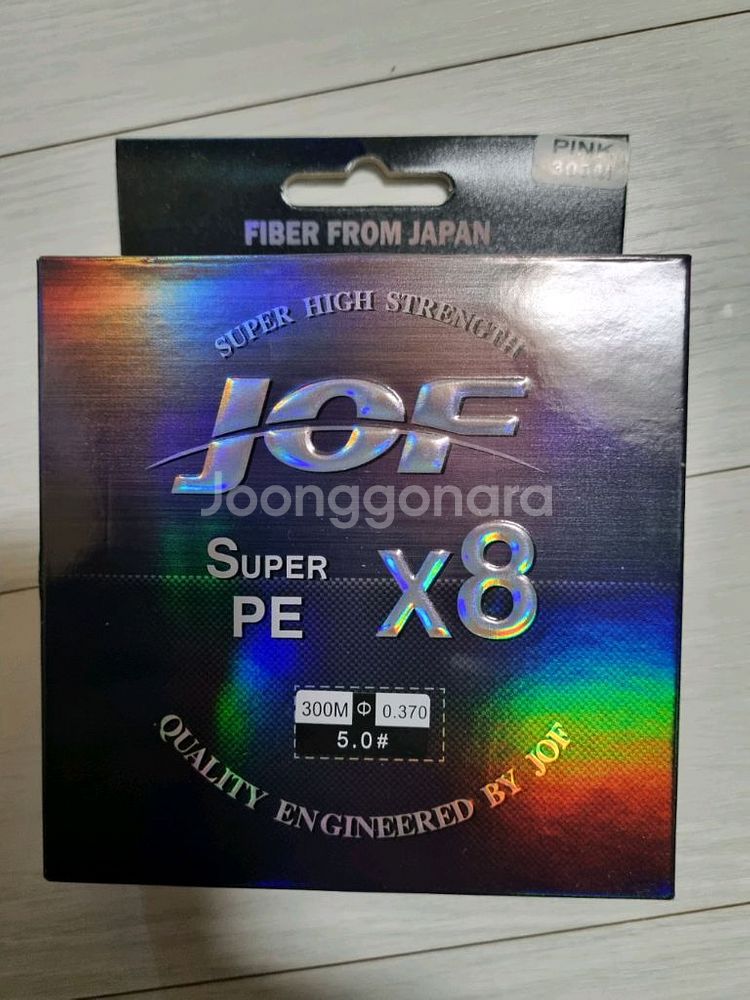 PINK
300M
FIBER FROM JAPAN
SUPER HIGH STRENGTH
JOF
Joonggonara
SUPER
PE
X8
300M Φ 0.370
5.0#
QUALITY ENGINEERED BY JOF